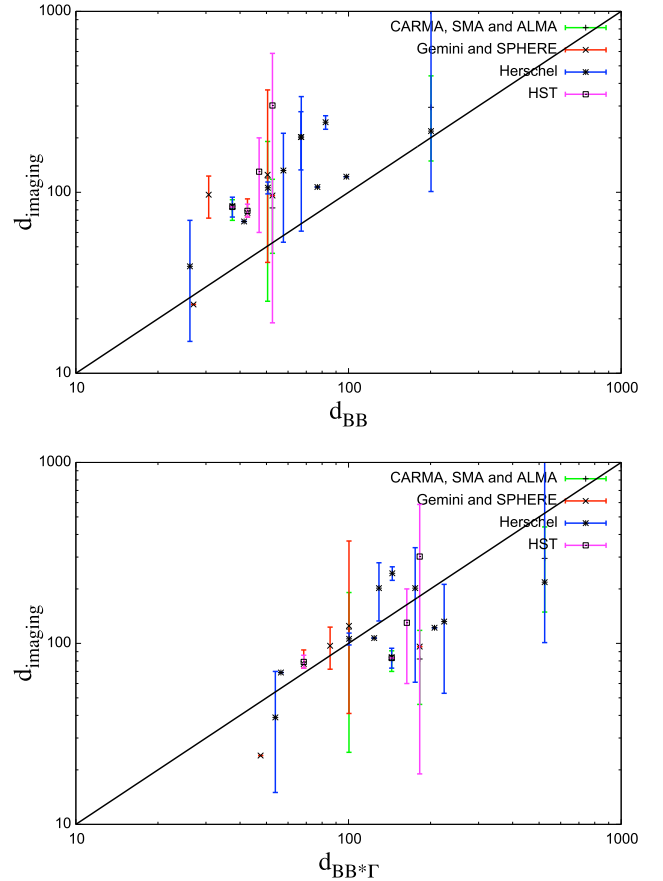 1000
100
10
10
100
1000
d_imaging
d_BB
CARMA, SMA and ALMA
Gemini and SPHERE
Herschel
HST
1000
100
10
10
100
1000
d_imaging
d_BB*Γ
CARMA, SMA and ALMA
Gemini and SPHERE
Herschel
HST